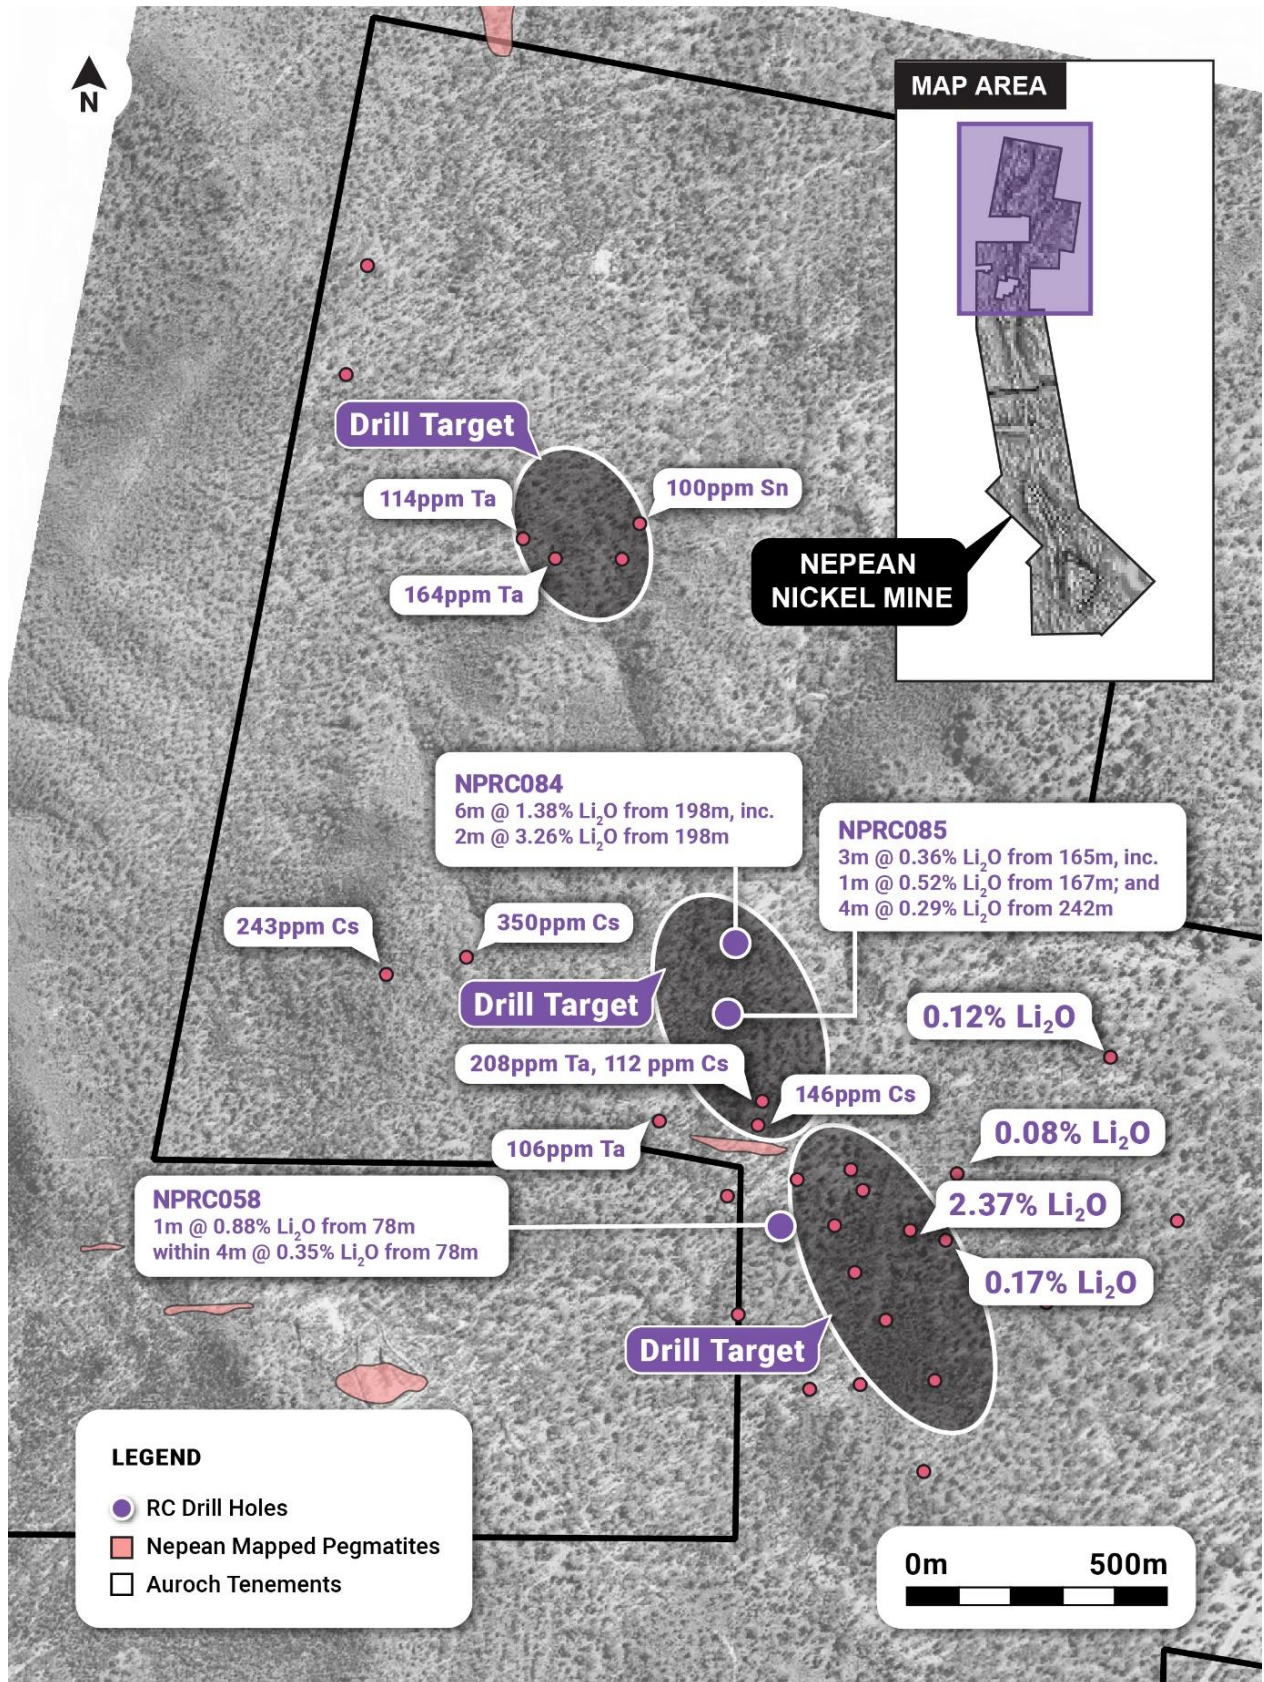 N
MAP AREA
NEPEAN
NICKEL MINE
Drill Target
114ppm Ta
100ppm Sn
164ppm Ta
NPRC084
6m @ 1.38% Li₂O from 198m, inc.
2m @ 3.26% Li₂O from 198m
NPRC085
3m @ 0.36% Li₂O from 165m, inc.
1m @ 0.52% Li₂O from 167m; and
4m @ 0.29% Li₂O from 242m
243ppm Cs
350ppm Cs
Drill Target
0.12% Li₂O
208ppm Ta, 112 ppm Cs
146ppm Cs
106ppm Ta
0.08% Li₂O
NPRC058
1m @ 0.88% Li₂O from 78m
within 4m @ 0.35% Li₂O from 78m
2.37% Li₂O
0.17% Li₂O
Drill Target
LEGEND
RC Drill Holes
Nepean Mapped Pegmatites
Auroch Tenements
0m 500m